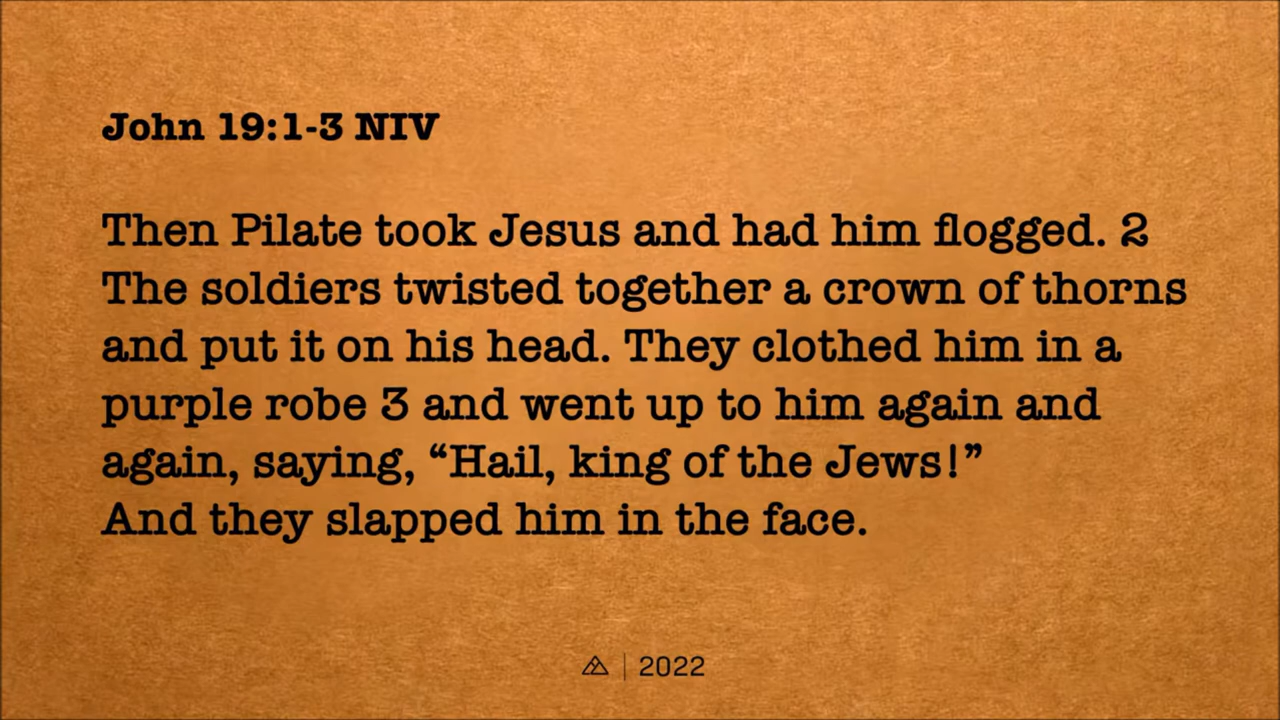 John 19:1-3 NIV
Then Pilate took Jesus and had him flogged. 2
The soldiers twisted together a crown of thorns
and put it on his head. They clothed him in a
purple robe 3 and went up to him again and
again, saying, “Hail, king of the Jews!”
And they slapped him in the face.
2022